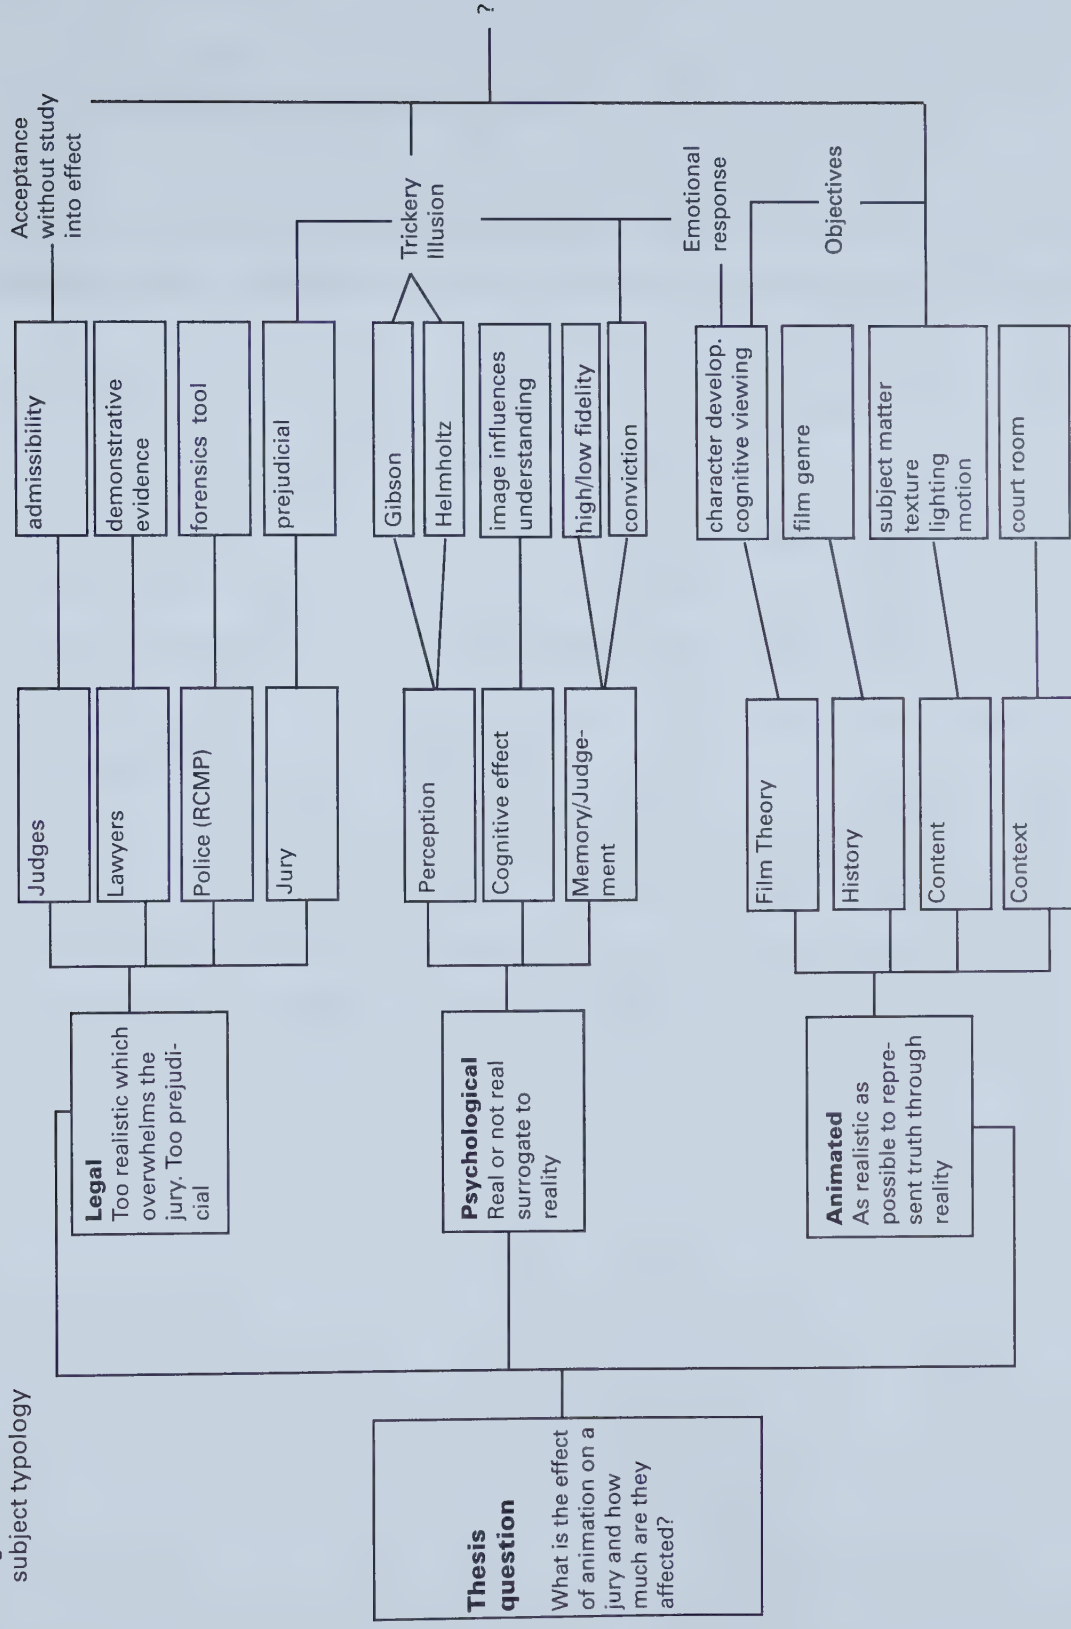 subject typology
Thesis
question
What is the effect
of animation on a
jury and how
much are they
affected?
Legal
Too realistic which
overwhelms the
jury. Too prejudi-
cial
Psychological
Real or not real
surrogate to
reality
Animated
As realistic as
possible to repre-
sent truth through
reality
Judges
Lawyers
Police (RCMP)
Jury
Perception
Cognitive effect
Memory/Judge-
ment
Film Theory
History
Content
Context
admissibility
demonstrative
evidence
forensics tool
prejudicial
Gibson
Helmholtz
image influences
understanding
high/low fidelity
conviction
character develop.
cognitive viewing
film genre
subject matter
texture
lighting
motion
court room
Acceptance
without study
into effect
Trickery
Illusion
Emotional
response
Objectives
?